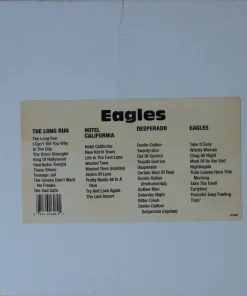 Eagles
THE LONG RUN
The Long Run
I Can't Tell You Why
In The City
The Disco Strangler
King Of Hollywood
Heartache Tonight
Those Shoes
Teenage Jail
The Greeks Don't Want
No Freaks
The Sad Cafe
HOTEL
CALIFORNIA
Hotel California
New Kid In Town
Life In The Fast Lane
Wasted Time
Wasted Time (reprise)
Victim Of Love
Pretty Maids All In
A Row
Try And Love Again
The Last Resort
DESPERADO
Doolin-Dalton
Twenty-One
Out Of Control
Tequila Sunrise
Desperado
Certain Kind Of Fool
Doolin-Dalton
(instrumental)
Outlaw Man
Saturday Night
Bitter Creek
Doolin-Dalton/
Desperado (reprise)
EAGLES
Take It Easy
Witchy Woman
Chug All Night
Most Of Us Are Sad
Nightingale
Train Leaves Here This
Morning
Take The Devil
Earlybird
Peaceful Easy Feeling
Tryin'